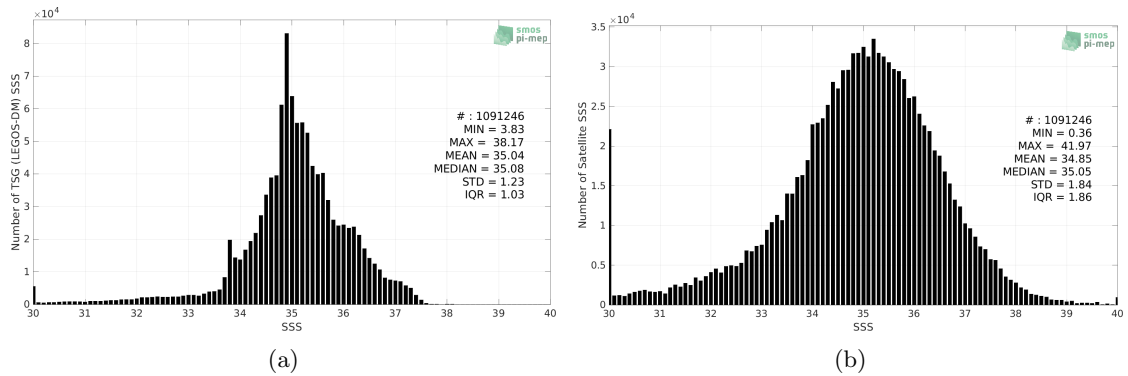 ×10⁴
8
7
6
5
4
3
2
1
0
Number of TSG (LEGOS-DM) SSS
smos
pi-mep
# : 1091246
MIN = 3.83
MAX = 38.17
MEAN = 35.04
MEDIAN = 35.08
STD = 1.23
IQR = 1.03
30 31 32 33 34 35 36 37 38 39 40
SSS
(a)
×10⁴
3.5
3
2.5
2
1.5
1
0.5
0
Number of Satellite SSS
smos
pi-mep
# : 1091246
MIN = 0.36
MAX = 41.97
MEAN = 34.85
MEDIAN = 35.05
STD = 1.84
IQR = 1.86
30 31 32 33 34 35 36 37 38 39 40
SSS
(b)